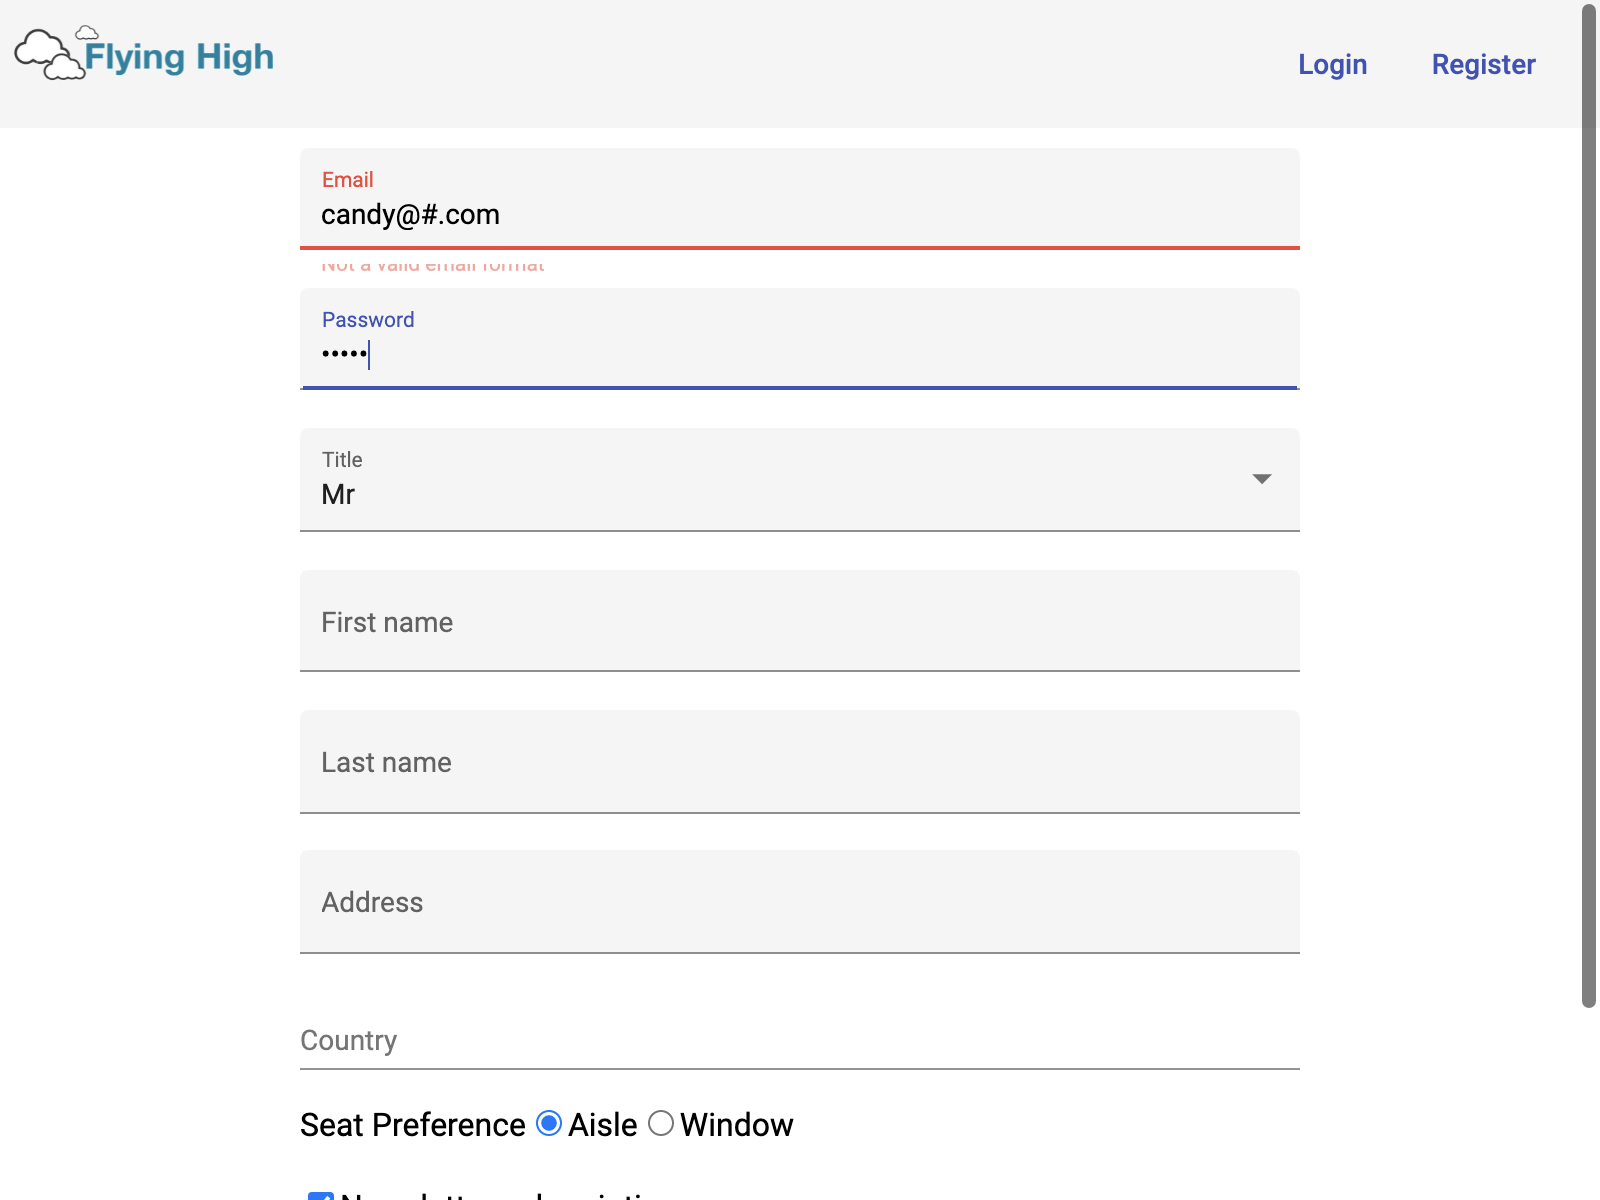 Flying High
Login Register
Email
candy@#.com
Not a valid email format
Password
•••••
Title
Mr
First name
Last name
Address
Country
Seat Preference Aisle Window